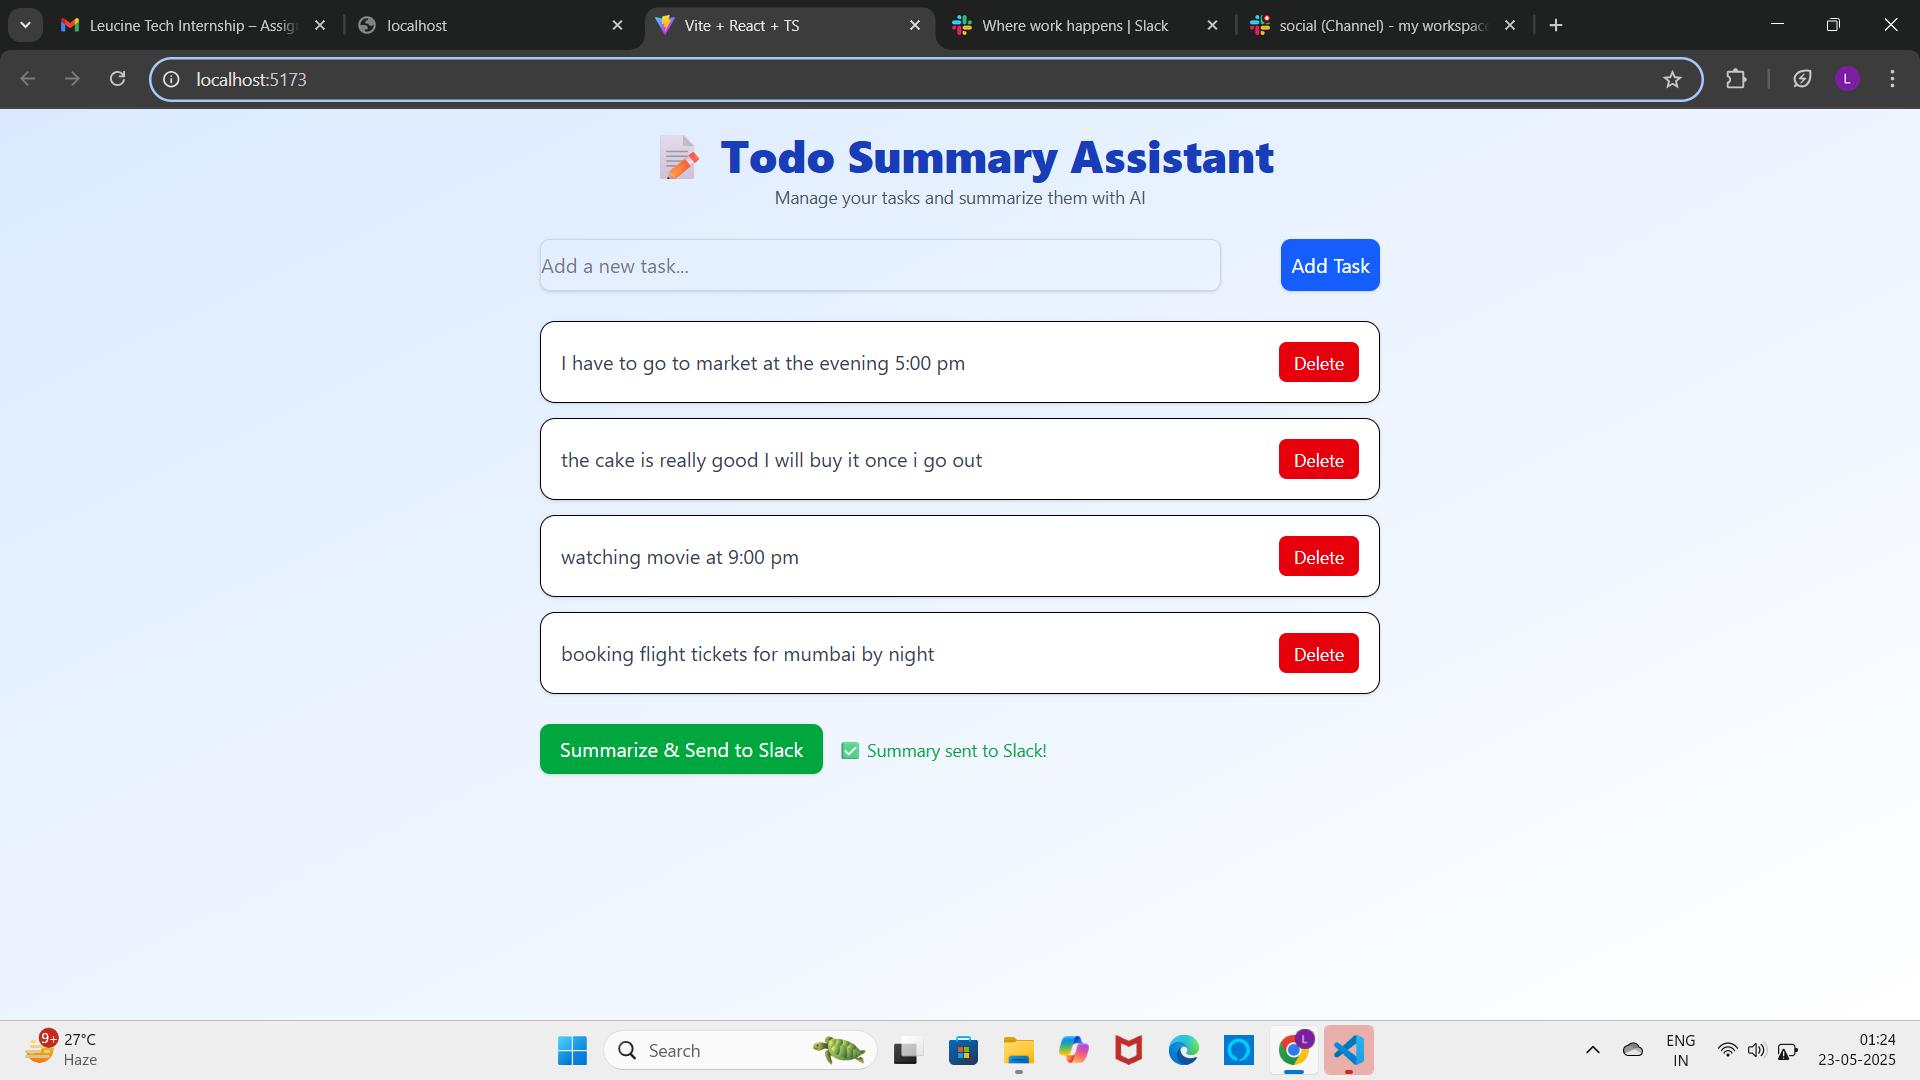 Leucine Tech Internship – Assig
localhost
Vite + React + TS
Where work happens | Slack
social (Channel) - my workspac
localhost:5173
L
Todo Summary Assistant
Manage your tasks and summarize them with AI
Add a new task...
Add Task
I have to go to market at the evening 5:00 pm
Delete
the cake is really good I will buy it once i go out
Delete
watching movie at 9:00 pm
Delete
booking flight tickets for mumbai by night
Delete
Summarize & Send to Slack
Summary sent to Slack!
9+
27°C
Haze
Search
L
ENG
IN
01:24
23-05-2025